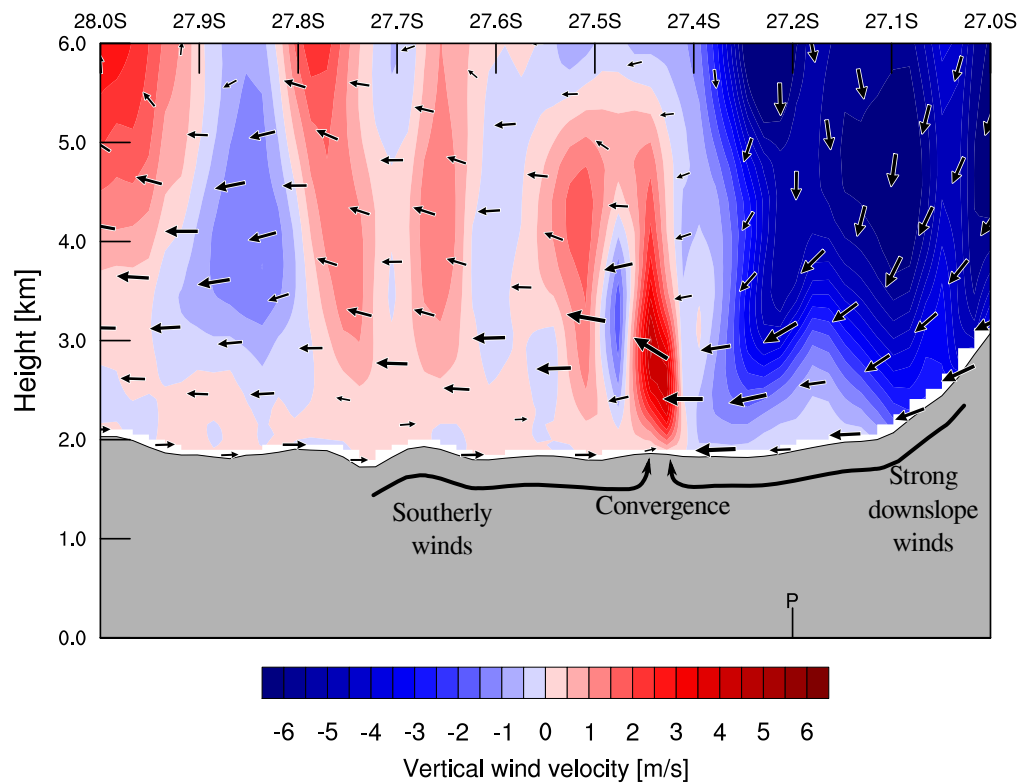 28.0S 27.9S 27.8S 27.7S 27.6S 27.5S 27.4S 27.2S 27.1S 27.0S
6.0
5.0
4.0
3.0
2.0
1.0
0.0
Height [km]
Southerly
winds
Convergence
Strong
downslope
winds
P
-6 -5 -4 -3 -2 -1 0 1 2 3 4 5 6
Vertical wind velocity [m/s]